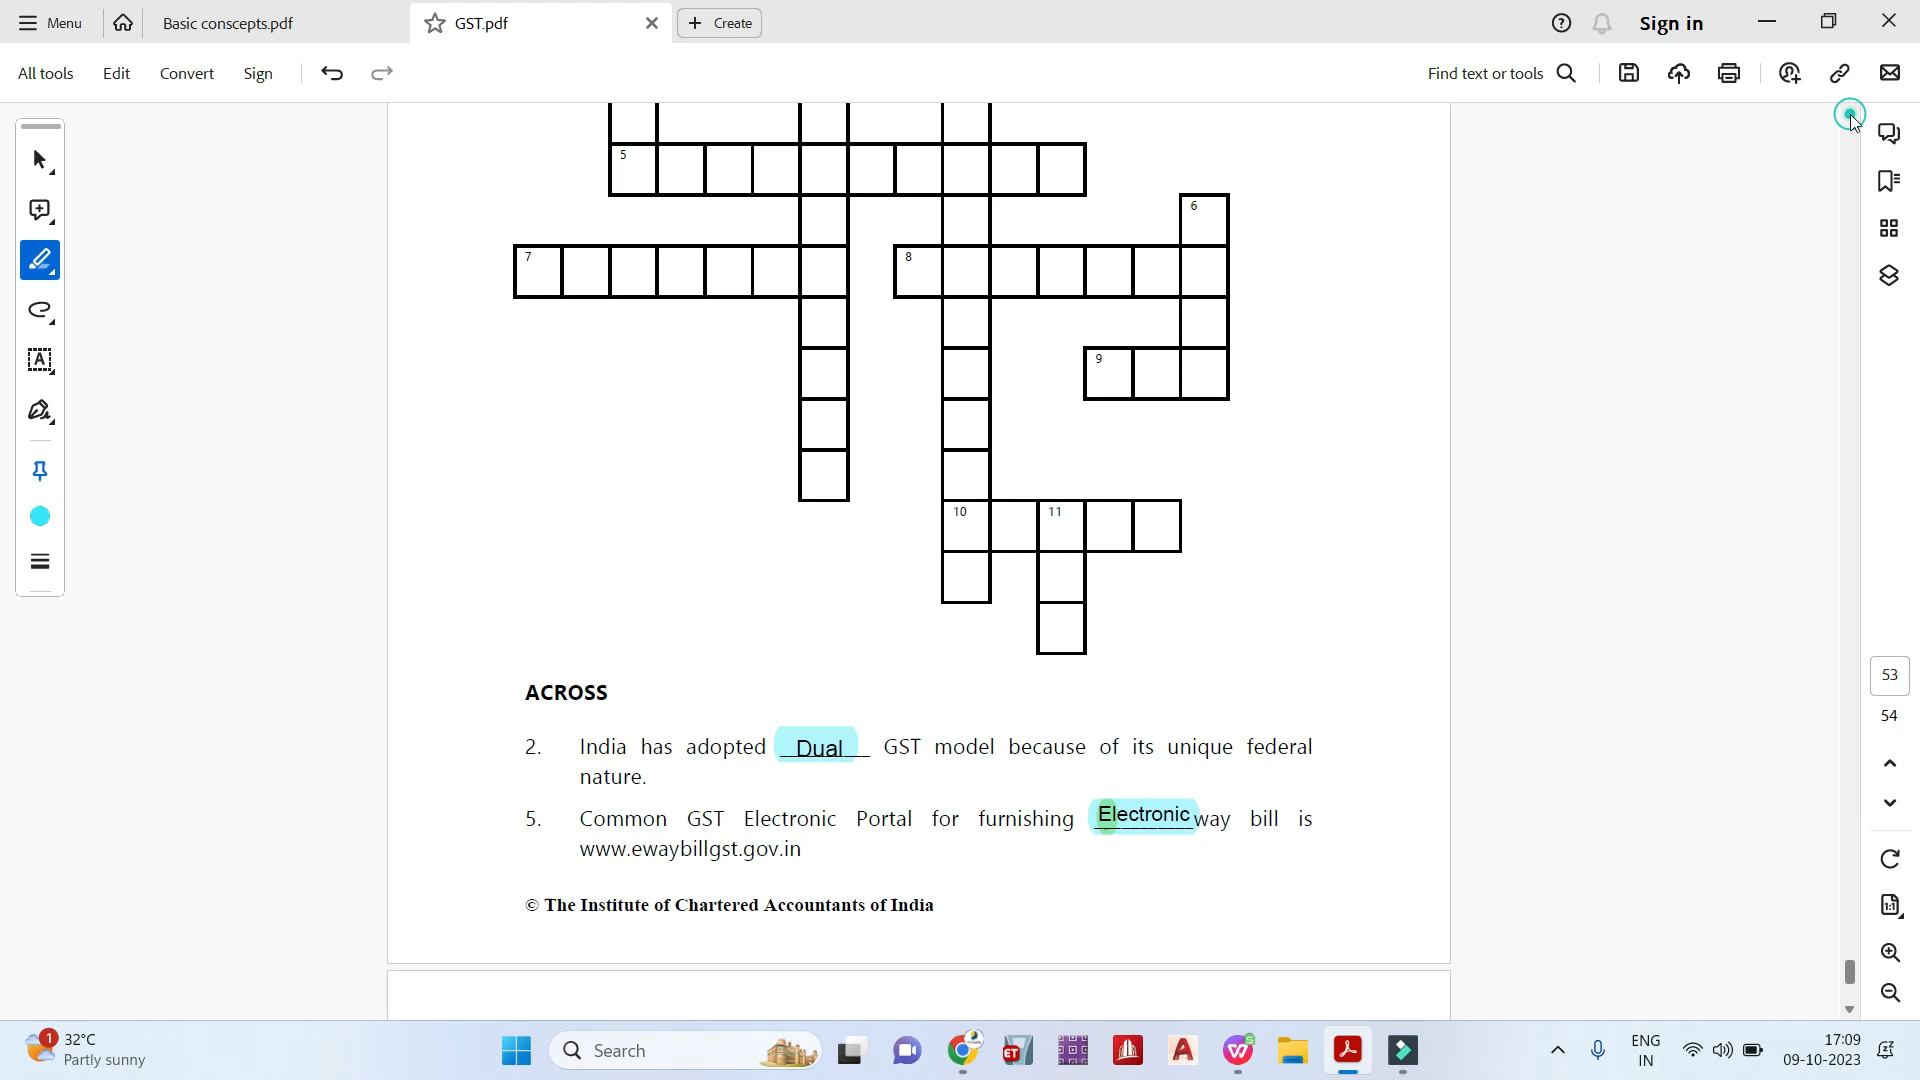 Menu
Basic conscepts.pdf
GST.pdf
Create
Sign in
All tools
Edit
Convert
Sign
Find text or tools
5
6
7
8
9
10
11
ACROSS
2. India has adopted Dual GST model because of its unique federal
nature.
5. Common GST Electronic Portal for furnishing Electronic way bill is
www.ewaybillgst.gov.in
© The Institute of Chartered Accountants of India
53
54
1
32°C
Partly sunny
Search
ENG
IN
17:09
09-10-2023